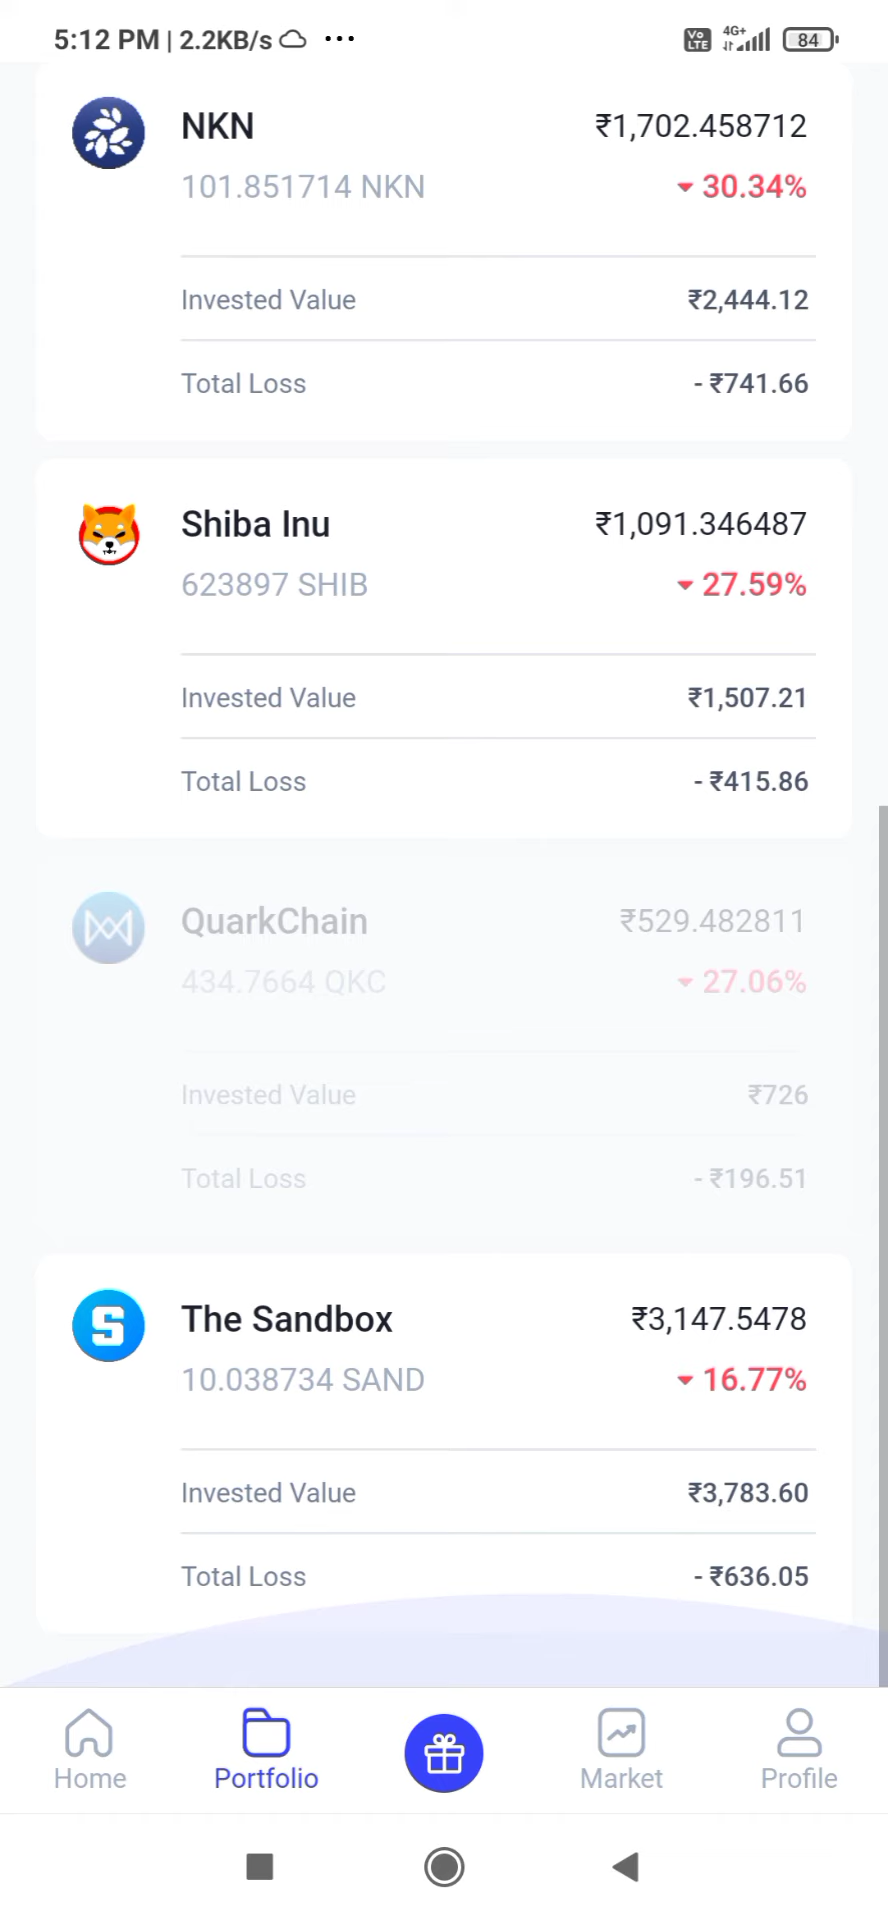 5:12 PM | 2.2KB/s ...
Vo LTE 4G+ 84
NKN ₹1,702.458712
101.851714 NKN 30.34%
Invested Value ₹2,444.12
Total Loss - ₹741.66
Shiba Inu ₹1,091.346487
623897 SHIB 27.59%
Invested Value ₹1,507.21
Total Loss - ₹415.86
QuarkChain ₹529.482811
434.7664 QKC 27.06%
Invested Value ₹726
Total Loss - ₹196.51
The Sandbox ₹3,147.5478
10.038734 SAND 16.77%
Invested Value ₹3,783.60
Total Loss - ₹636.05
Home Portfolio Market Profile